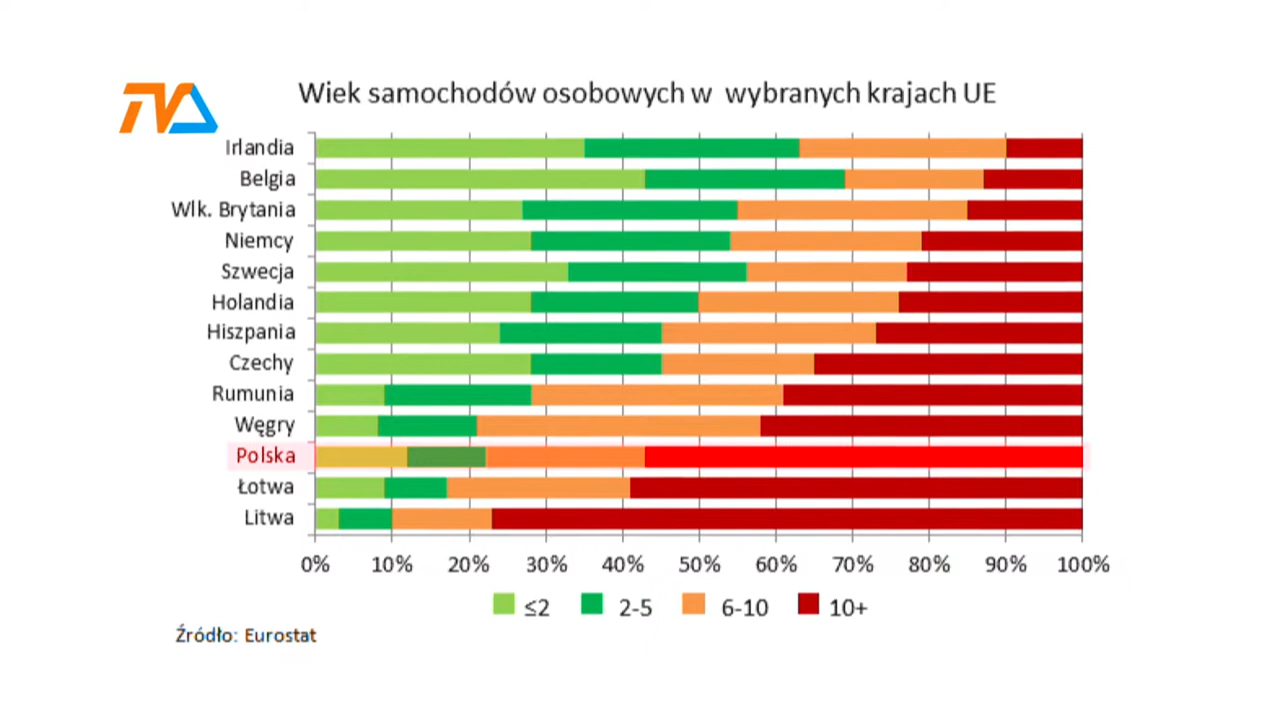 TVA
Wiek samochodów osobowych w wybranych krajach UE
Irlandia
Belgia
Wlk. Brytania
Niemcy
Szwecja
Holandia
Hiszpania
Czechy
Rumunia
Węgry
Polska
Łotwa
Litwa
0% 10% 20% 30% 40% 50% 60% 70% 80% 90% 100%
≤2 2-5 6-10 10+
Źródło: Eurostat